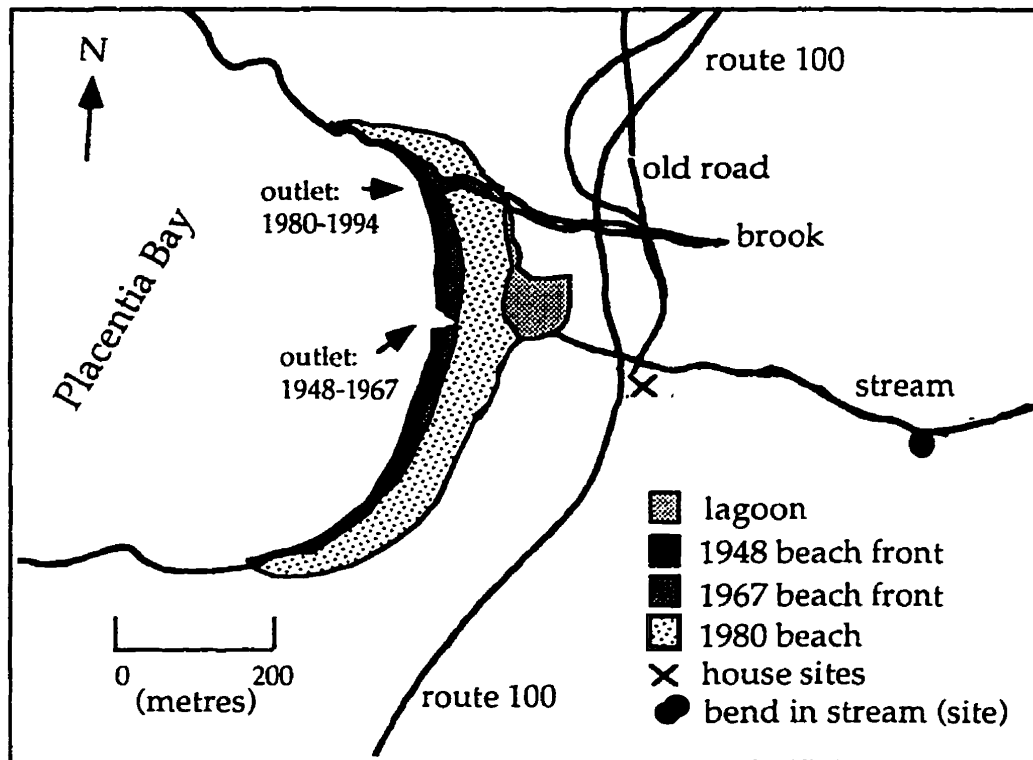 N
route 100
old road
outlet:
1980-1994
brook
Placentia Bay
outlet:
1948-1967
stream
lagoon
1948 beach front
1967 beach front
1980 beach
house sites
bend in stream (site)
0 200
(metres)
route 100